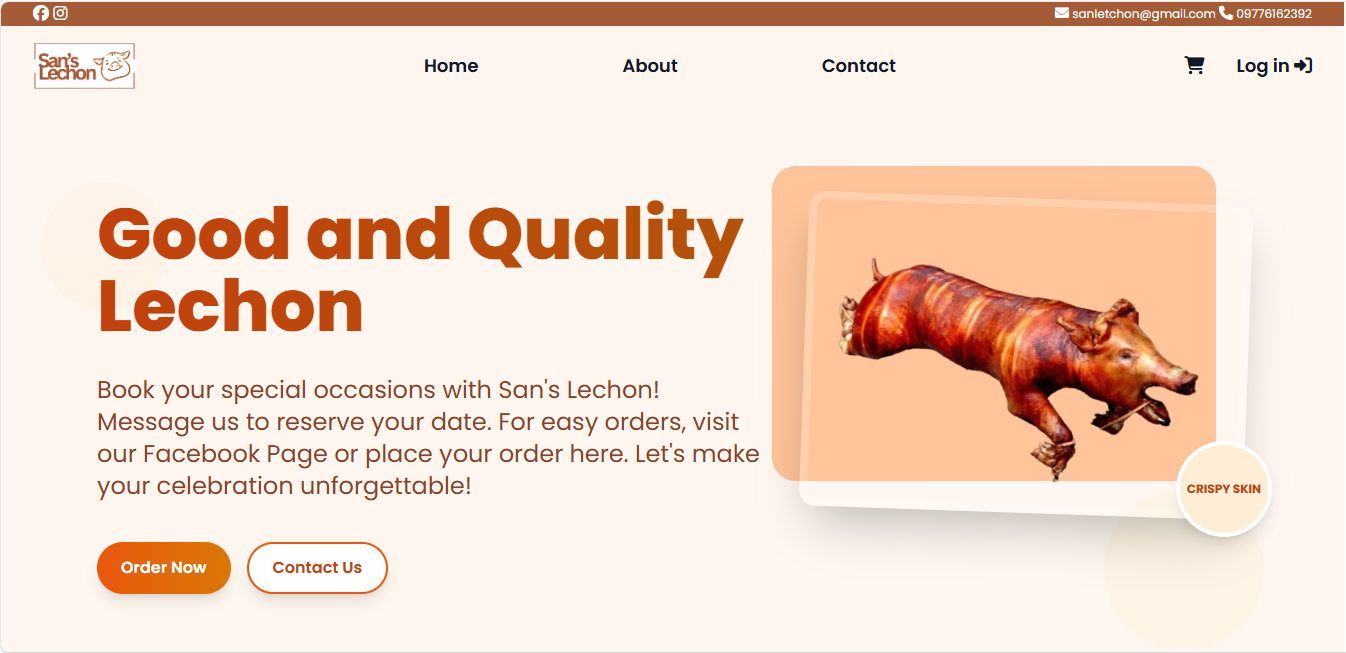 sanletchon@gmail.com 09776162392
San's
Lechon
Home About Contact Log in
Good and Quality
Lechon
Book your special occasions with San's Lechon!
Message us to reserve your date. For easy orders, visit
our Facebook Page or place your order here. Let's make
your celebration unforgettable!
CRISPY SKIN
Order Now Contact Us